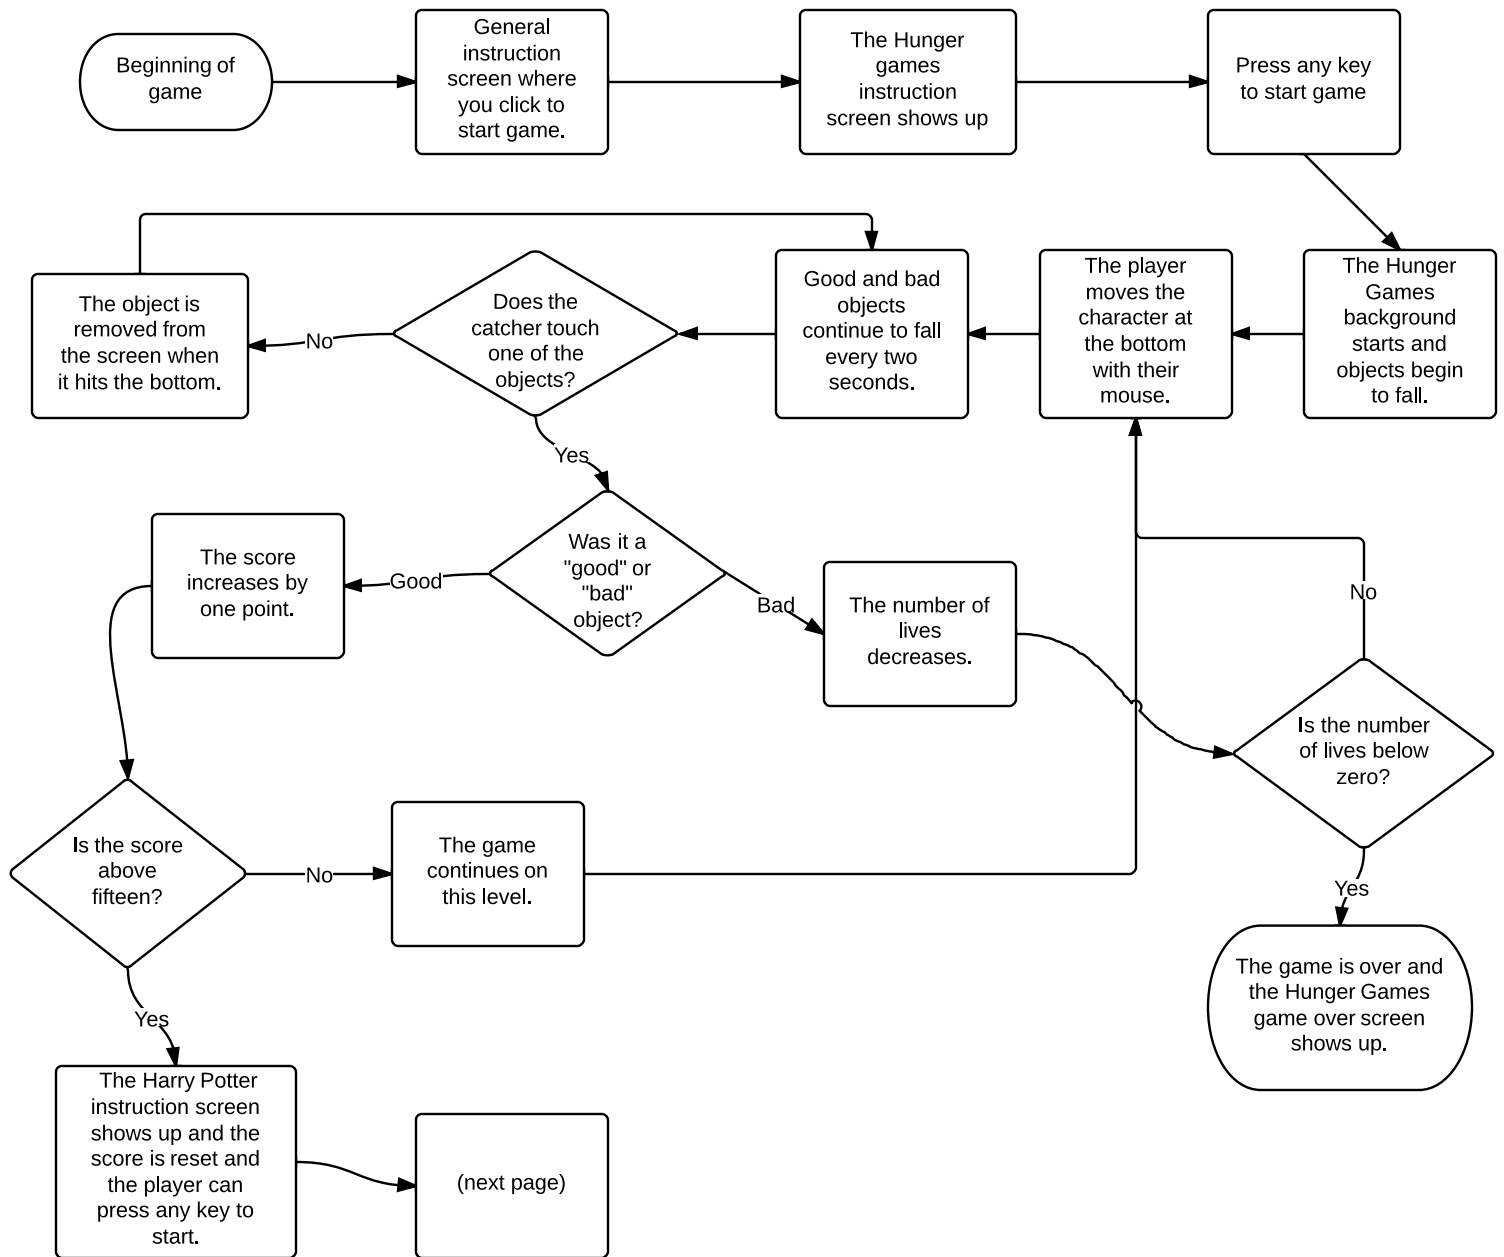 Beginning of
game
General
instruction
screen where
you click to
start game.
The Hunger
games
instruction
screen shows up
Press any key
to start game
The Hunger
Games
background
starts and
objects begin
to fall.
The player
moves the
character at
the bottom
with their
mouse.
Good and bad
objects
continue to fall
every two
seconds.
Does the
catcher touch
one of the
objects?
No
The object is
removed from
the screen when
it hits the bottom.
Yes
Was it a
"good" or
"bad"
object?
Good
The score
increases by
one point.
Bad
The number of
lives
decreases.
No
Is the number
of lives below
zero?
Yes
The game is over and
the Hunger Games
game over screen
shows up.
Is the score
above
fifteen?
No
The game
continues on
this level.
Yes
The Harry Potter
instruction screen
shows up and the
score is reset and
the player can
press any key to
start.
(next page)